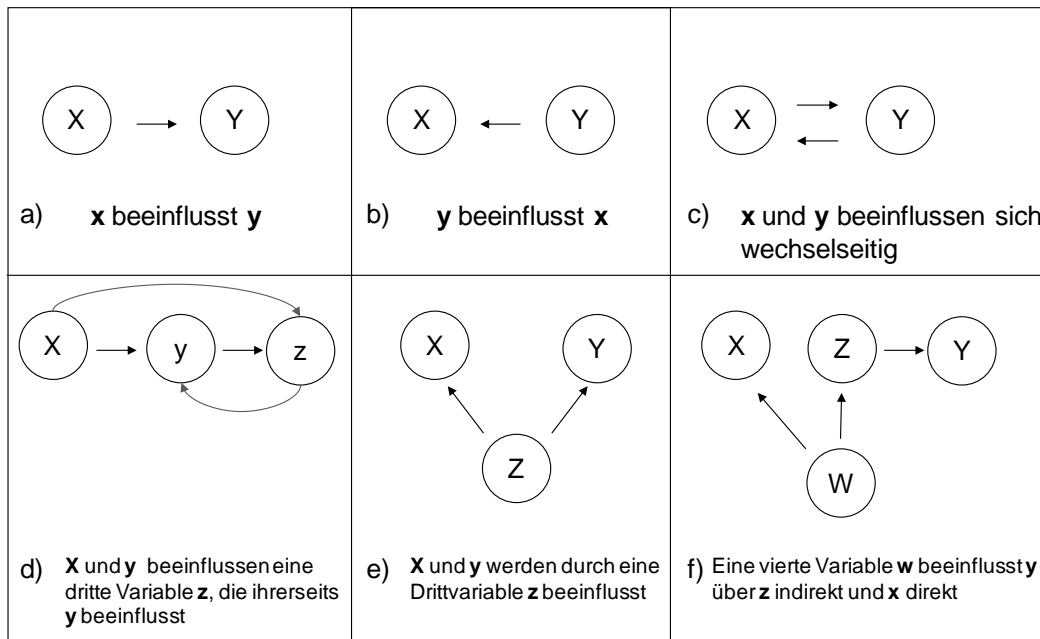 X Y
a) x beeinflusst y
X Y
b) y beeinflusst x
X Y
c) x und y beeinflussen sich
wechselseitig
X y z
d) X und y beeinflussen eine
dritte Variable z, die ihrerseits
y beeinflusst
X Y
Z
e) X und y werden durch eine
Drittvariable z beeinflusst
X Z Y
W
f) Eine vierte Variable w beeinflusst y
über z indirekt und x direkt